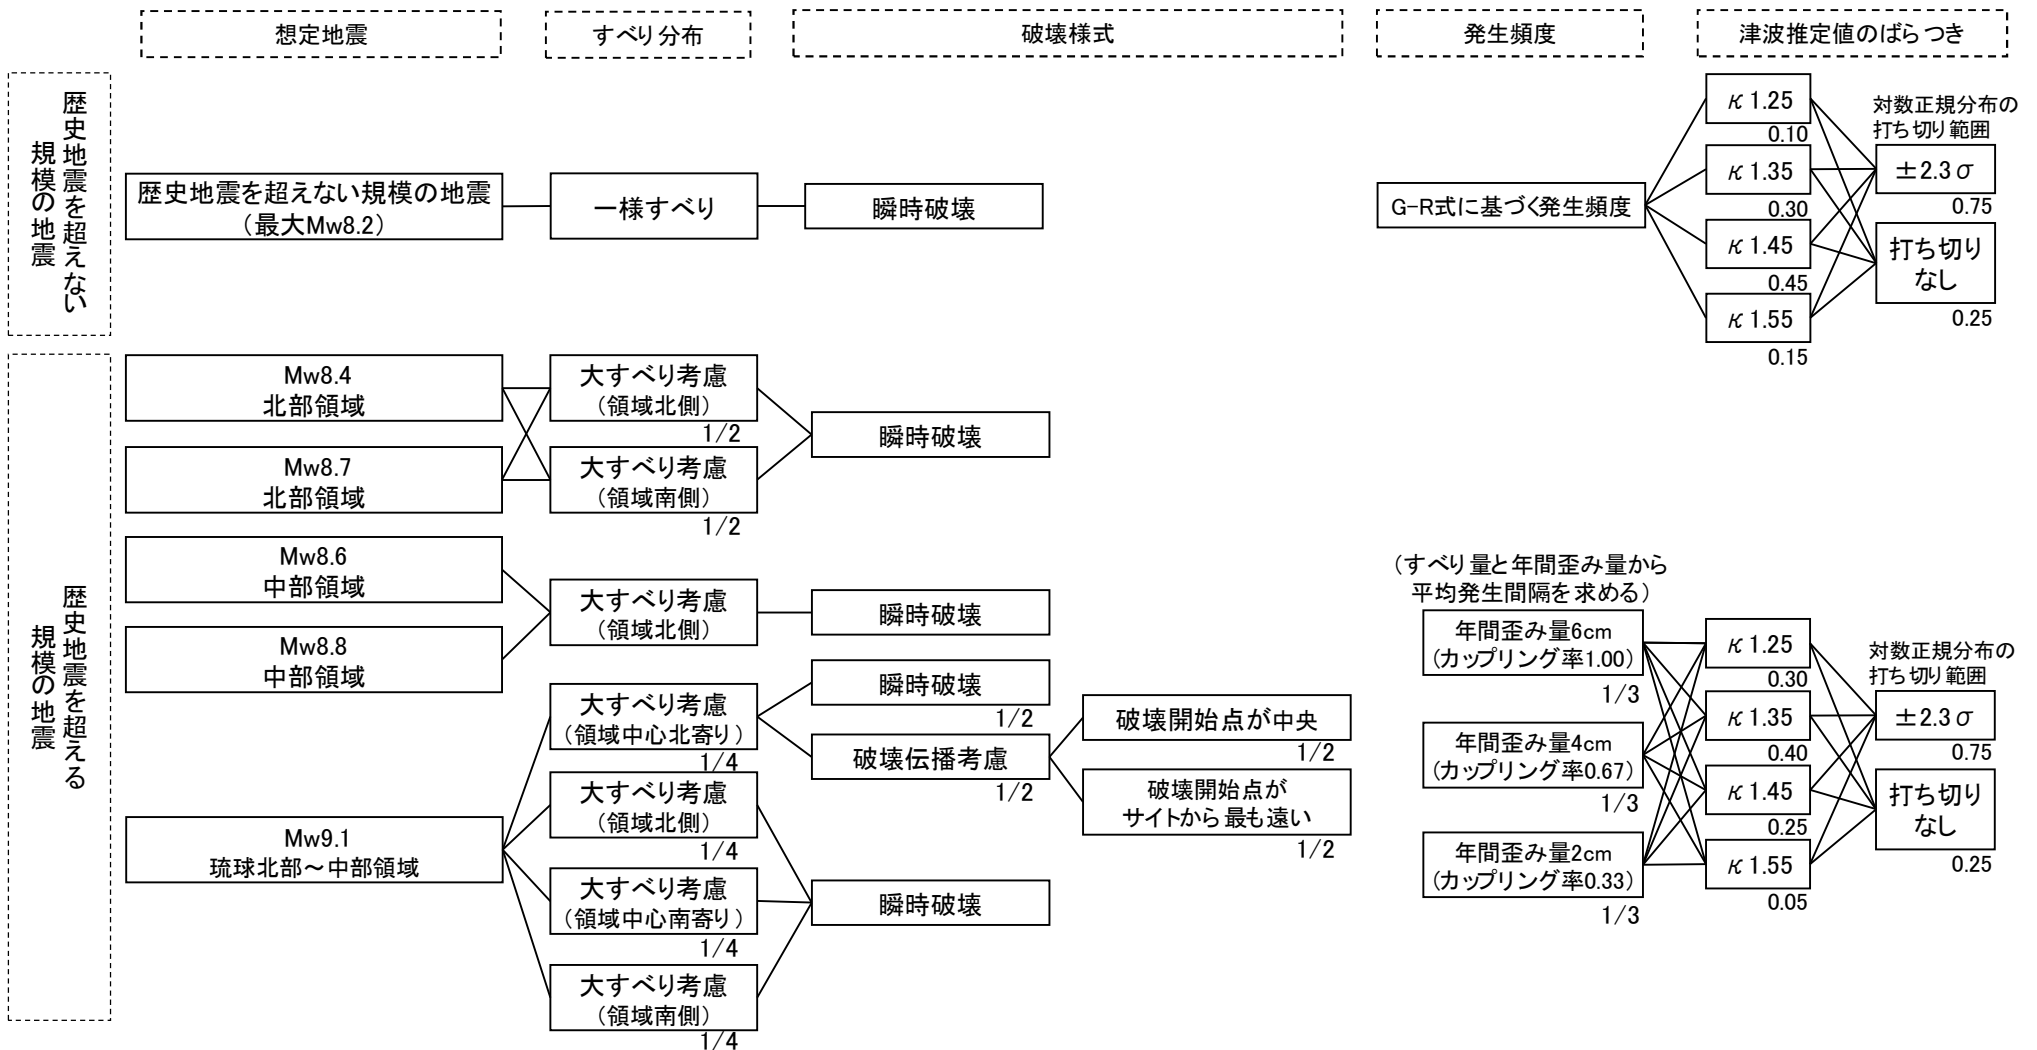 想定地震
すべり分布
破壊様式
発生頻度
津波推定値のばらつき
歴史地震を超えない
規模の地震
歴史地震を超えない規模の地震
（最大Mw8.2）
一様すべり
瞬時破壊
G-R式に基づく発生頻度
κ1.25
0.10
κ1.35
0.30
κ1.45
0.45
κ1.55
0.15
対数正規分布の
打ち切り範囲
±2.3σ
0.75
打ち切り
なし
0.25
歴史地震を超える
規模の地震
Mw8.4
北部領域
Mw8.7
北部領域
大すべり考慮
（領域北側）
1/2
大すべり考慮
（領域南側）
1/2
瞬時破壊
Mw8.6
中部領域
Mw8.8
中部領域
大すべり考慮
（領域北側）
瞬時破壊
Mw9.1
琉球北部～中部領域
大すべり考慮
（領域中心北寄り）
1/4
大すべり考慮
（領域北側）
1/4
大すべり考慮
（領域中心南寄り）
1/4
大すべり考慮
（領域南側）
1/4
瞬時破壊
1/2
破壊伝播考慮
1/2
破壊開始点が中央
1/2
破壊開始点が
サイトから最も遠い
1/2
瞬時破壊
（すべり量と年間歪み量から
平均発生間隔を求める）
年間歪み量6cm
（カップリング率1.00）
1/3
年間歪み量4cm
（カップリング率0.67）
1/3
年間歪み量2cm
（カップリング率0.33）
1/3
κ1.25
0.30
κ1.35
0.40
κ1.45
0.25
κ1.55
0.05
対数正規分布の
打ち切り範囲
±2.3σ
0.75
打ち切り
なし
0.25